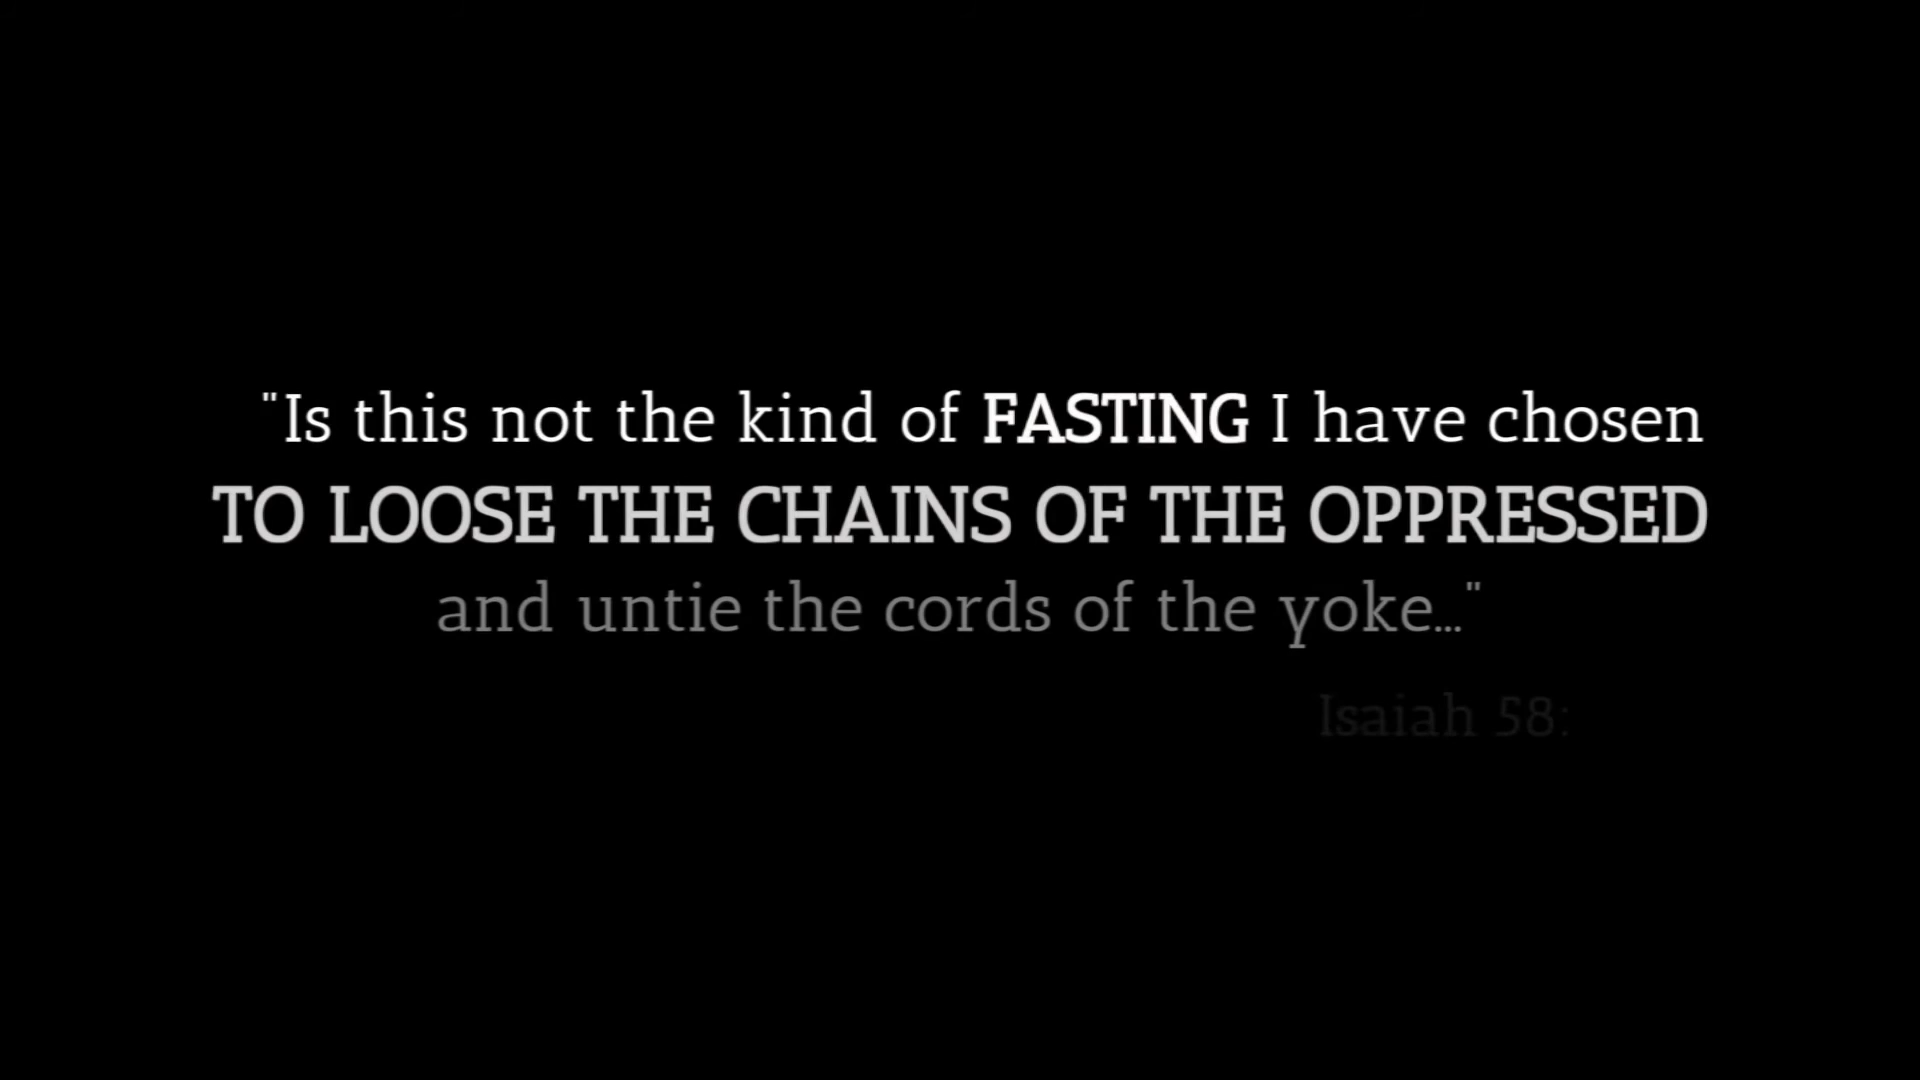 "Is this not the kind of FASTING I have chosen
TO LOOSE THE CHAINS OF THE OPPRESSED
and untie the cords of the yoke..."
Isaiah 58: